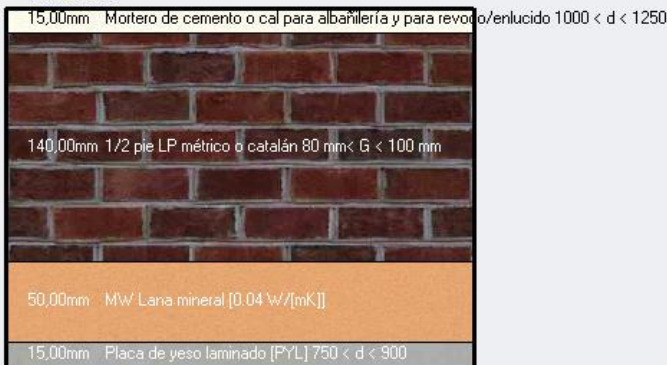 15,00mm Mortero de cemento o cal para albañilería y para revoco/enlucido 1000 < d < 1250
140,00mm 1/2 pie LP métrico o catalán 80 mm< G < 100 mm
50,00mm MW Lana mineral [0.04 W/[mK]]
15,00mm Placa de yeso laminado [PYL] 750 < d < 900